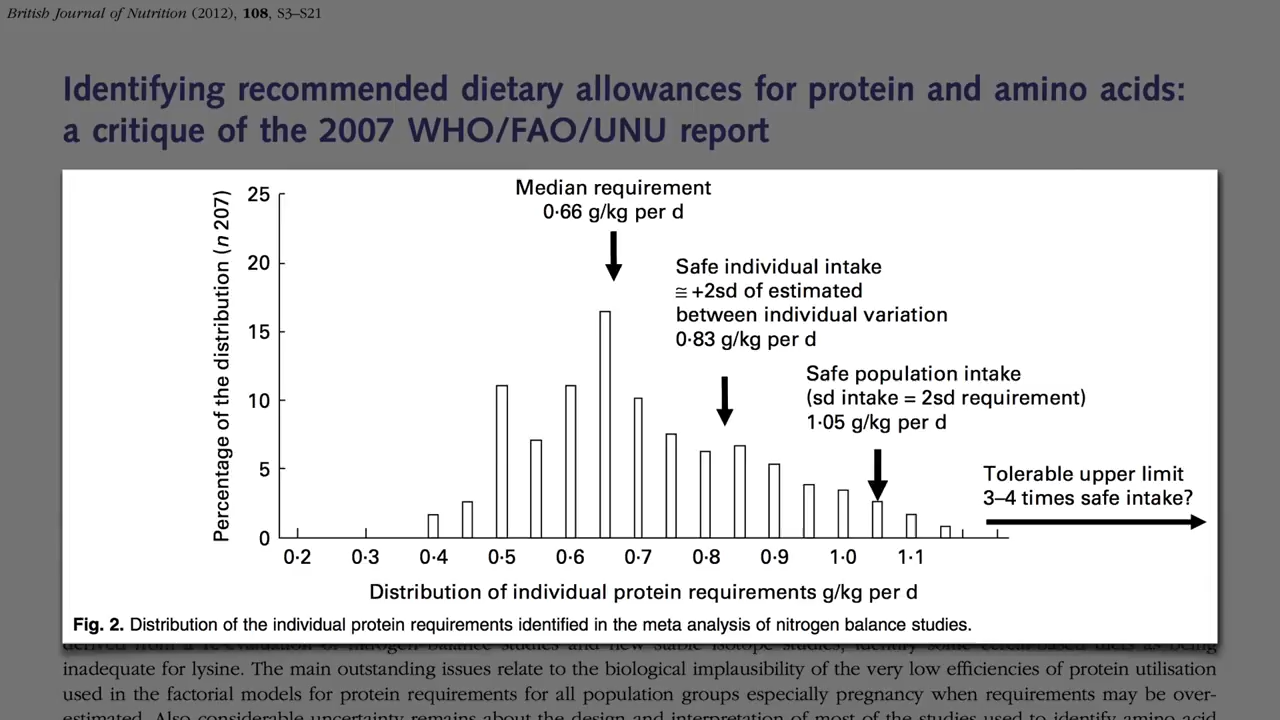 British Journal of Nutrition (2012), 108, S3–S21
Identifying recommended dietary allowances for protein and amino acids:
a critique of the 2007 WHO/FAO/UNU report
Median requirement
0·66 g/kg per d
Safe individual intake
≅ +2sd of estimated
between individual variation
0·83 g/kg per d
Safe population intake
(sd intake = 2sd requirement)
1·05 g/kg per d
Tolerable upper limit
3–4 times safe intake?
Percentage of the distribution (n 207)
25
20
15
10
5
0
0·2 0·3 0·4 0·5 0·6 0·7 0·8 0·9 1·0 1·1
Distribution of individual protein requirements g/kg per d
Fig. 2. Distribution of the individual protein requirements identified in the meta analysis of nitrogen balance studies.
inadequate for lysine. The main outstanding issues relate to the biological implausibility of the very low efficiencies of protein utilisation
used in the factorial models for protein requirements for all population groups especially pregnancy when requirements may be over-
estimated. Also considerable uncertainty remains about the design and interpretation of most of the studies used to identify amino acid